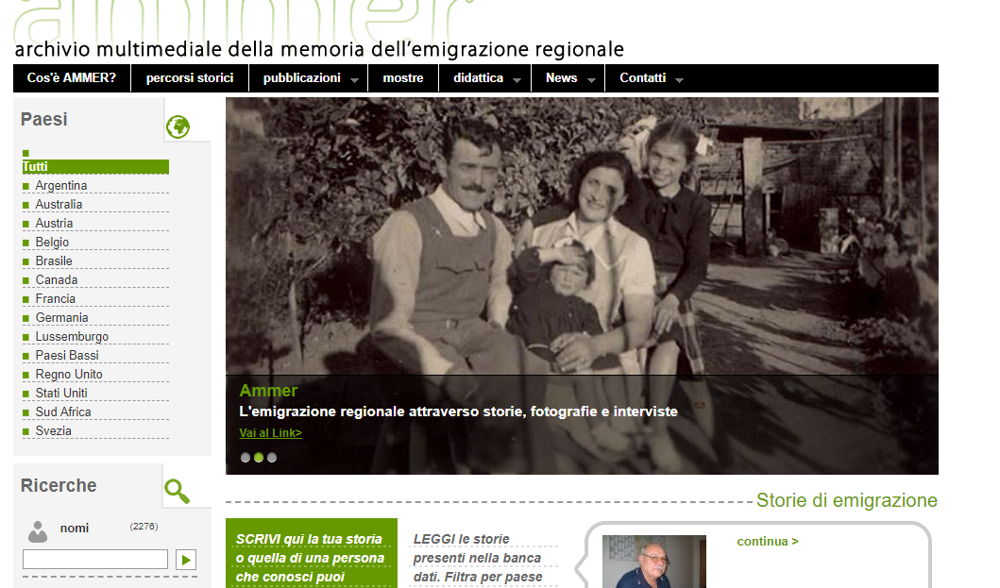 ammer
archivio multimediale della memoria dell'emigrazione regionale
Cos'è AMMER? percorsi storici pubblicazioni mostre didattica News Contatti
Paesi
Tutti
Argentina
Australia
Austria
Belgio
Brasile
Canada
Francia
Germania
Lussemburgo
Paesi Bassi
Regno Unito
Stati Uniti
Sud Africa
Svezia
Ammer
L'emigrazione regionale attraverso storie, fotografie e interviste
Vai al Link>
Ricerche
nomi (2276)
Storie di emigrazione
SCRIVI qui la tua storia
o quella di una persona
che conosci puoi
LEGGI le storie
presenti nella banca
dati. Filtra per paese
continua >